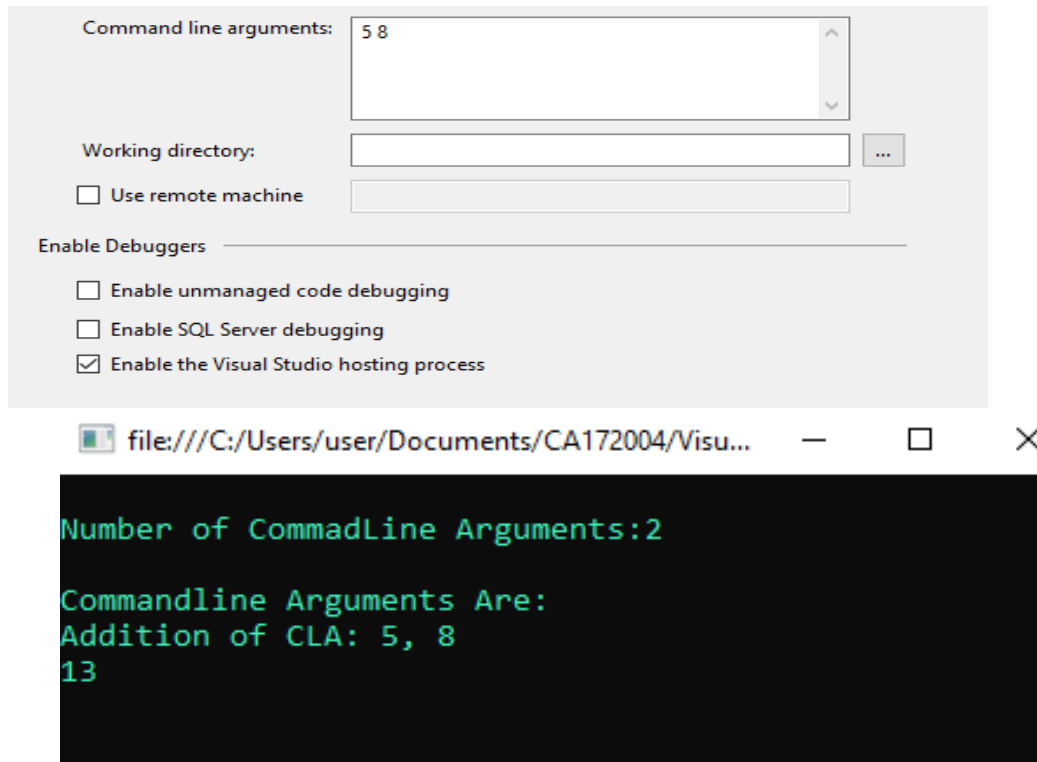 Command line arguments: 5 8
Working directory: ...
Use remote machine
Enable Debuggers
Enable unmanaged code debugging
Enable SQL Server debugging
Enable the Visual Studio hosting process
file:///C:/Users/user/Documents/CA172004/Visu...
Number of CommadLine Arguments:2
Commandline Arguments Are:
Addition of CLA: 5, 8
13